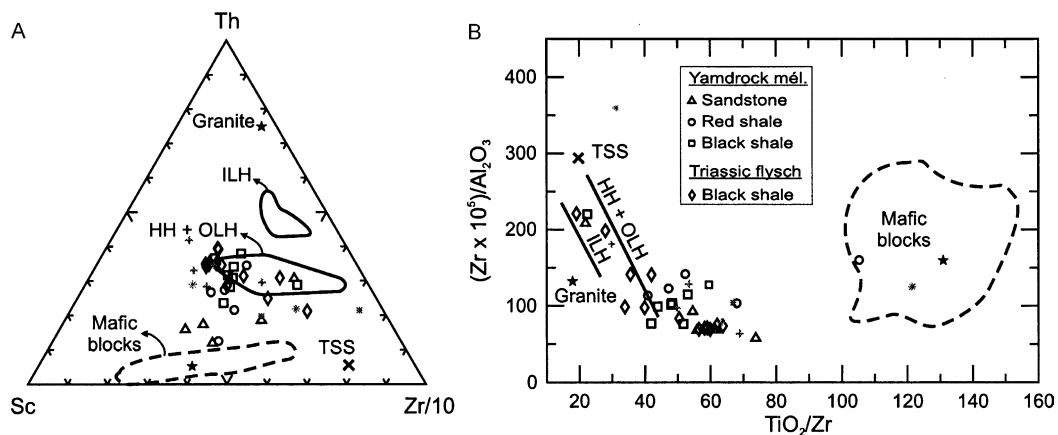 A
Th
Granite
ILH
HH + OLH
Mafic
blocks
TSS
Sc
Zr/10
B
(Zr x 10⁵)/Al₂O₃
400
300
200
100
0
TSS
HH + OLH
ILH
Granite
Yamdrock mél.
Sandstone
Red shale
Black shale
Triassic flysch
Black shale
Mafic
blocks
20 40 60 80 100 120 140 160
TiO₂/Zr